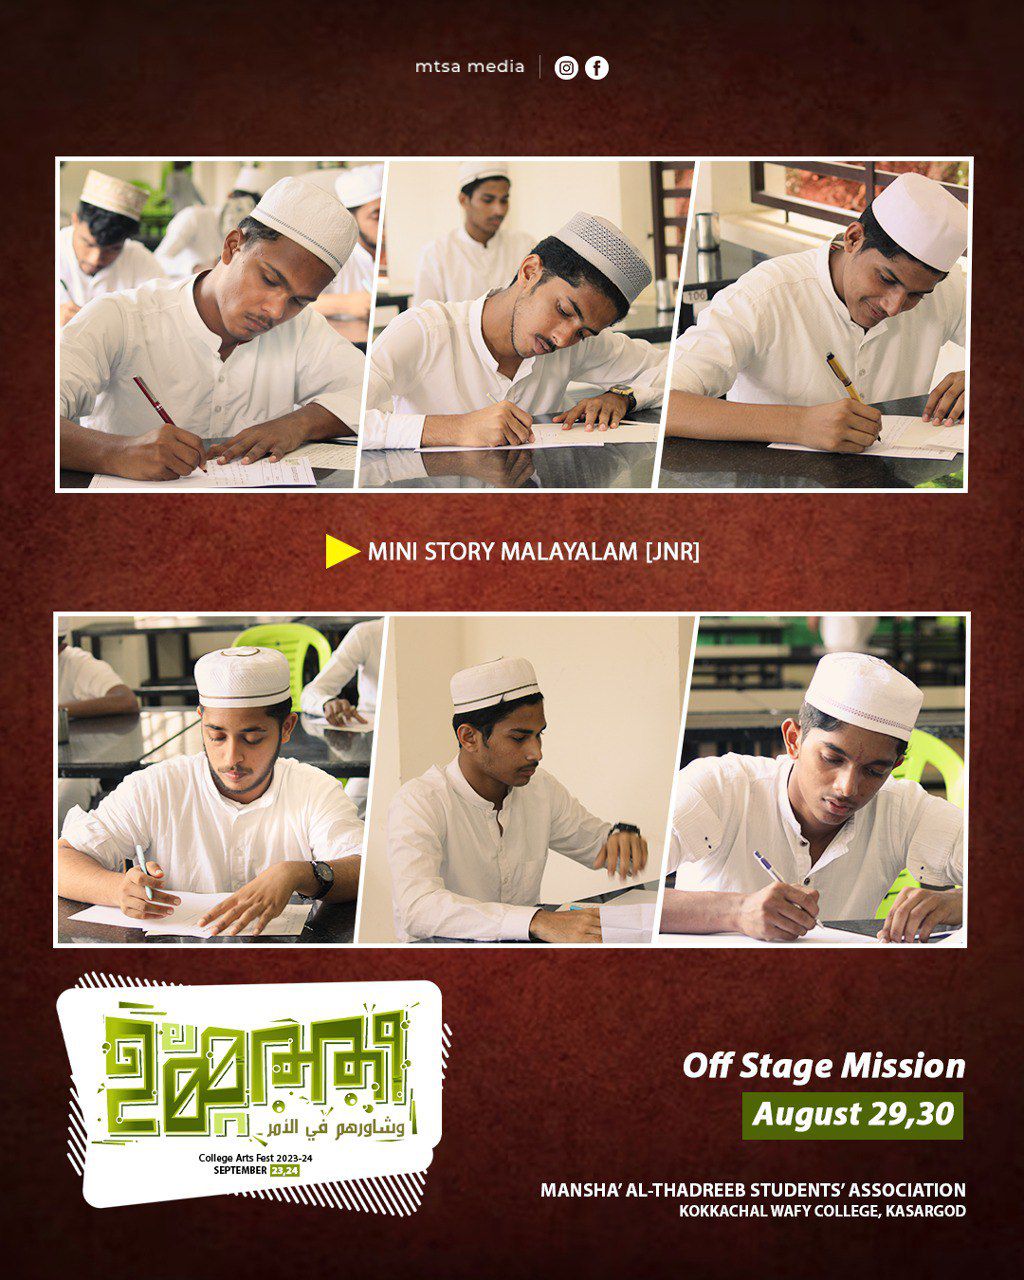 mtsa media
106
MINI STORY MALAYALAM [JNR]
وشاورهم في الأمر
College Arts Fest 2023-24
SEPTEMBER 23,24
Off Stage Mission
August 29,30
MANSHA’ AL-THADREEB STUDENTS’ ASSOCIATION
KOKKACHAL WAFY COLLEGE, KASARGOD